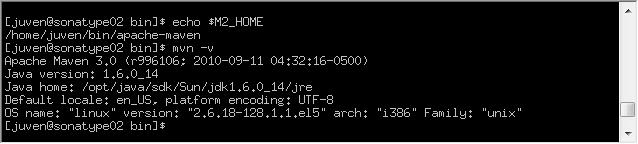 [juven@sonatype02 bin]$ echo $M2_HOME
/home/juven/bin/apache-maven
[juven@sonatype02 bin]$ mvn -v
Apache Maven 3.0 (r996106; 2010-09-11 04:32:16-0500)
Java version: 1.6.0_14
Java home: /opt/java/sdk/Sun/jdk1.6.0_14/jre
Default locale: en_US, platform encoding: UTF-8
OS name: "linux" version: "2.6.18-128.1.1.el5" arch: "i386" Family: "unix"
[juven@sonatype02 bin]$